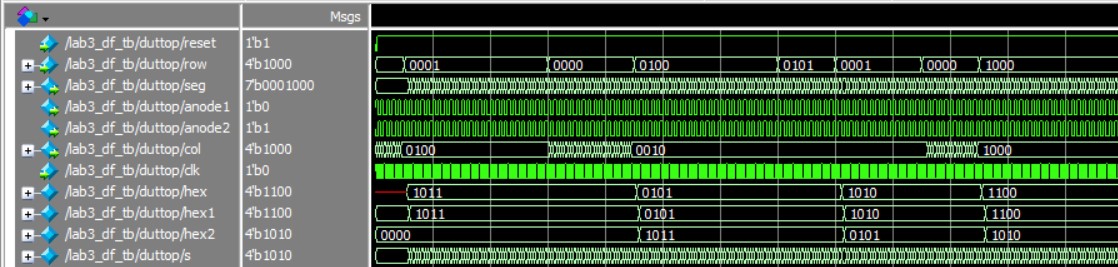 Msgs
/lab3_df_tb/duttop/reset 1'b1
/lab3_df_tb/duttop/row 4'b1000 0001 0000 0100 0101 0001 0000 1000
/lab3_df_tb/duttop/seg 7'b0001000
/lab3_df_tb/duttop/anode1 1'b0
/lab3_df_tb/duttop/anode2 1'b1
/lab3_df_tb/duttop/col 4'b1000 0100 0010 1000
/lab3_df_tb/duttop/clk 1'b0
/lab3_df_tb/duttop/hex 4'b1100 1011 0101 1010 1100
/lab3_df_tb/duttop/hex1 4'b1100 1011 0101 1010 1100
/lab3_df_tb/duttop/hex2 4'b1010 0000 1011 0101 1010
/lab3_df_tb/duttop/s 4'b1010